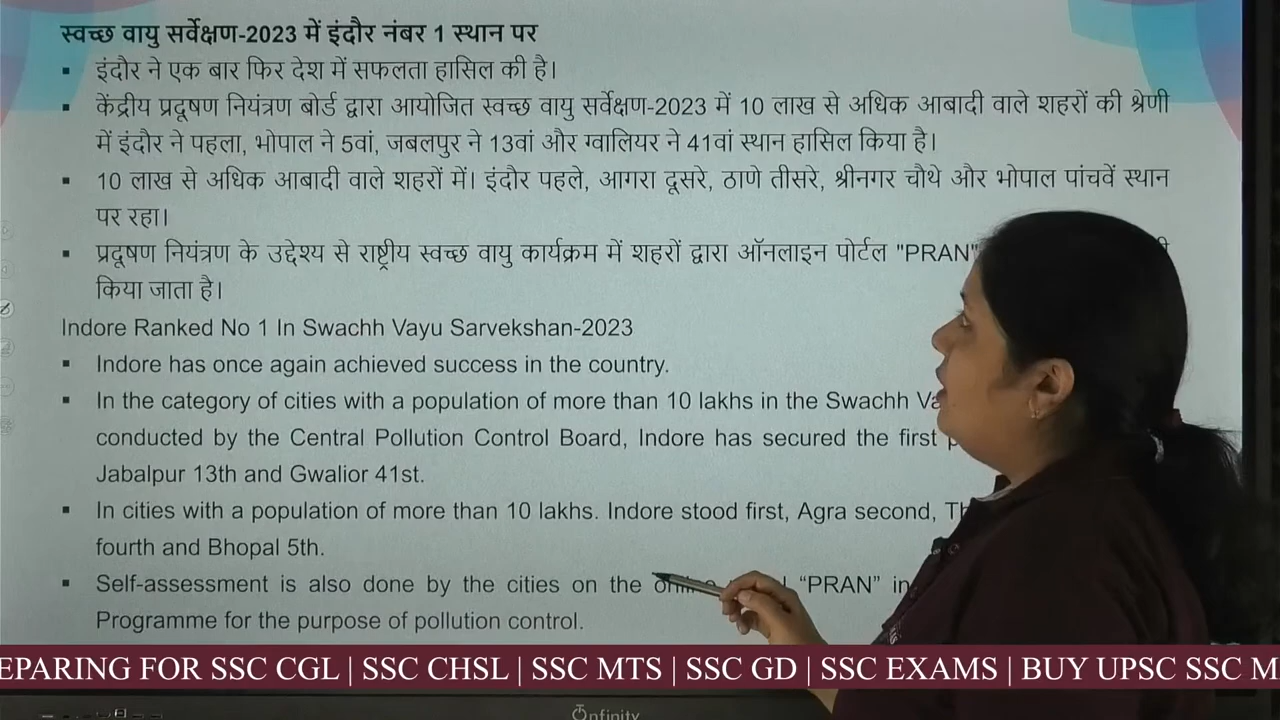 स्वच्छ वायु सर्वेक्षण-2023 में इंदौर नंबर 1 स्थान पर
▪ इंदौर ने एक बार फिर देश में सफलता हासिल की है।
▪ केंद्रीय प्रदूषण नियंत्रण बोर्ड द्वारा आयोजित स्वच्छ वायु सर्वेक्षण-2023 में 10 लाख से अधिक आबादी वाले शहरों की श्रेणी
में इंदौर ने पहला, भोपाल ने 5वां, जबलपुर ने 13वां और ग्वालियर ने 41वां स्थान हासिल किया है।
▪ 10 लाख से अधिक आबादी वाले शहरों में। इंदौर पहले, आगरा दूसरे, ठाणे तीसरे, श्रीनगर चौथे और भोपाल पांचवें स्थान
पर रहा।
▪ प्रदूषण नियंत्रण के उद्देश्य से राष्ट्रीय स्वच्छ वायु कार्यक्रम में शहरों द्वारा ऑनलाइन पोर्टल "PRAN"
किया जाता है।
Indore Ranked No 1 In Swachh Vayu Sarvekshan-2023
▪ Indore has once again achieved success in the country.
▪ In the category of cities with a population of more than 10 lakhs in the Swachh
conducted by the Central Pollution Control Board, Indore has secured the first
Jabalpur 13th and Gwalior 41st.
▪ In cities with a population of more than 10 lakhs. Indore stood first, Agra second,
fourth and Bhopal 5th.
▪ Self-assessment is also done by the cities on the online "PRAN" in
Programme for the purpose of pollution control.
EPARING FOR SSC CGL | SSC CHSL | SSC MTS | SSC GD | SSC EXAMS | BUY UPSC SSC M
Onfinity